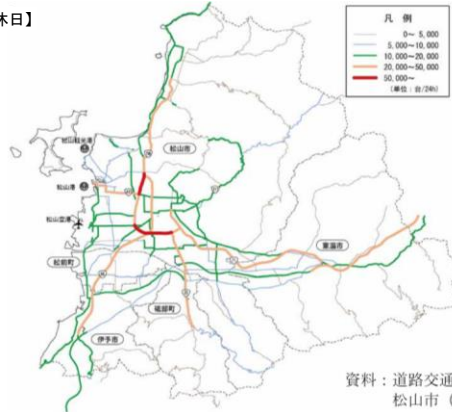 休日】
凡 例
0～ 5,000
5,000～10,000
10,000～20,000
20,000～50,000
50,000～
(単位：台/24h)
松山観光港
松山市
松山港
松山空港
東温市
松前町
砥部町
伊予市
資料：道路交通
松山市（